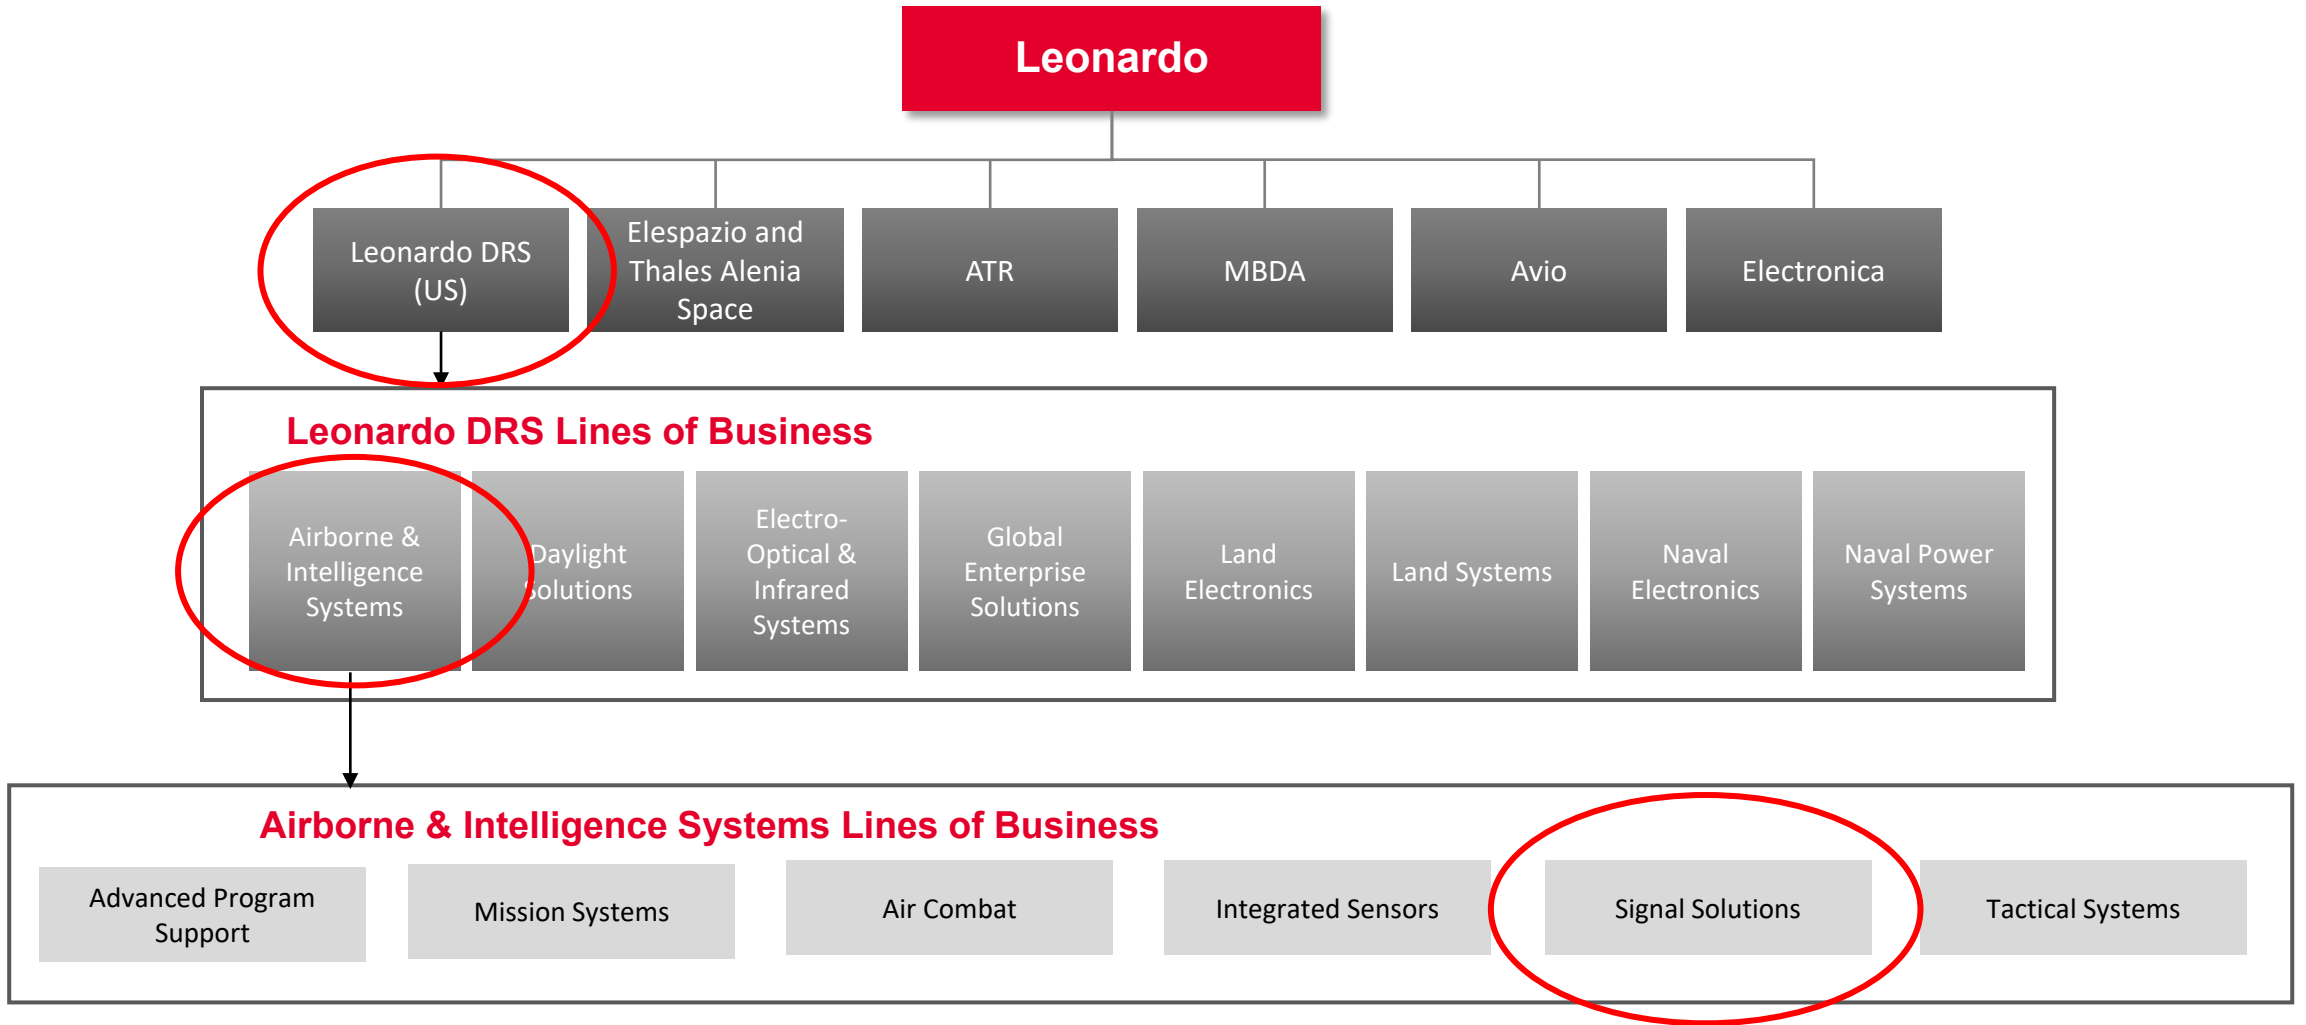 Leonardo
Leonardo DRS
(US)
Elespazio and
Thales Alenia
Space
ATR
MBDA
Avio
Electronica
Leonardo DRS Lines of Business
Airborne &
Intelligence
Systems
Daylight
Solutions
Electro-
Optical &
Infrared
Systems
Global
Enterprise
Solutions
Land
Electronics
Land Systems
Naval
Electronics
Naval Power
Systems
Airborne & Intelligence Systems Lines of Business
Advanced Program
Support
Mission Systems
Air Combat
Integrated Sensors
Signal Solutions
Tactical Systems